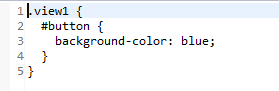 1 .view1 {
2   #button {
3     background-color: blue;
4   }
5 }